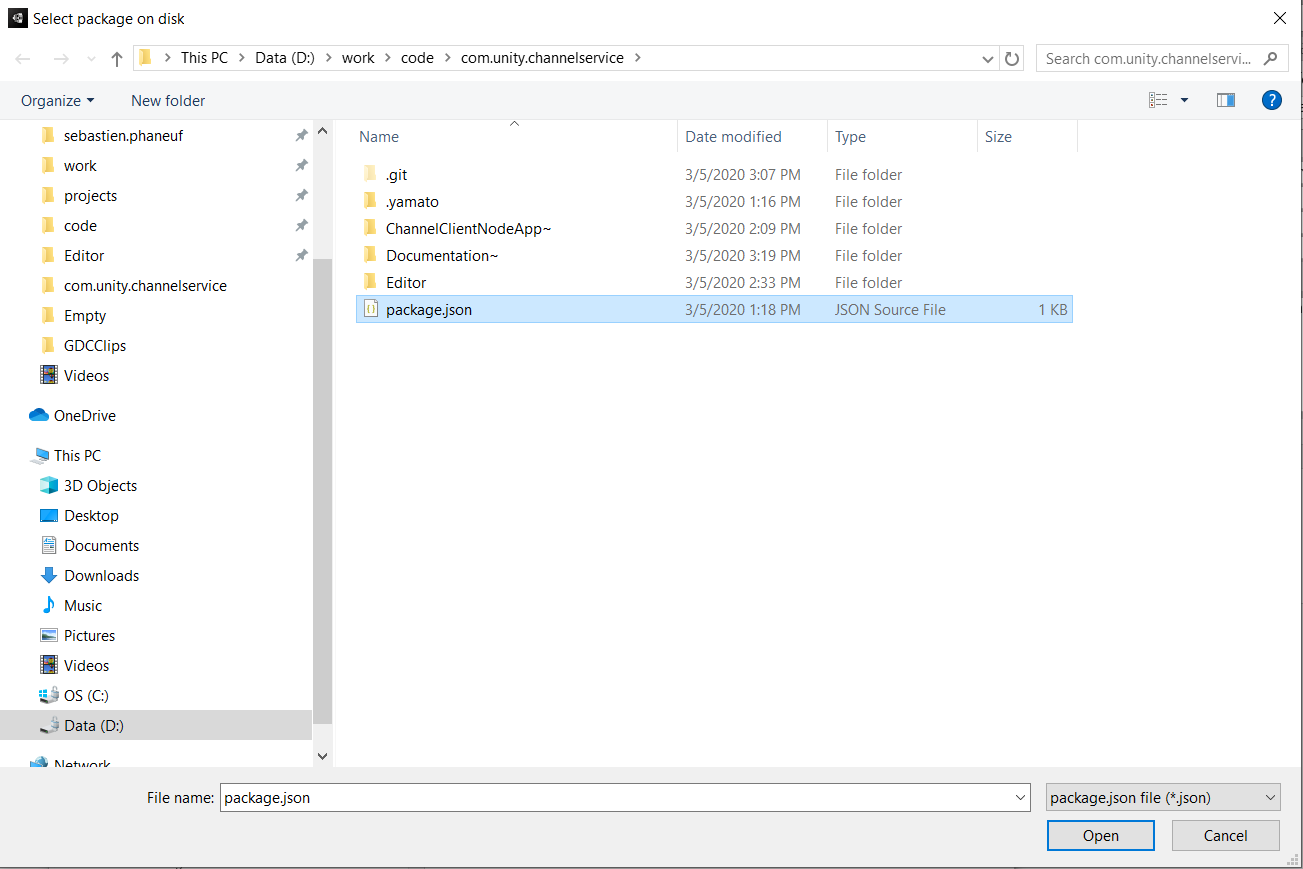 Select package on disk
This PC > Data (D:) > work > code > com.unity.channelservice >
Search com.unity.channelservi...
Organize New folder
?
sebastien.phaneuf
work
projects
code
Editor
com.unity.channelservice
Empty
GDCClips
Videos
OneDrive
This PC
3D Objects
Desktop
Documents
Downloads
Music
Pictures
Videos
OS (C:)
Data (D:)
Network
Name Date modified Type Size
.git 3/5/2020 3:07 PM File folder
.yamato 3/5/2020 1:16 PM File folder
ChannelClientNodeApp~ 3/5/2020 2:09 PM File folder
Documentation~ 3/5/2020 3:19 PM File folder
Editor 3/5/2020 2:33 PM File folder
package.json 3/5/2020 1:18 PM JSON Source File 1 KB
File name: package.json package.json file (*.json)
Open Cancel